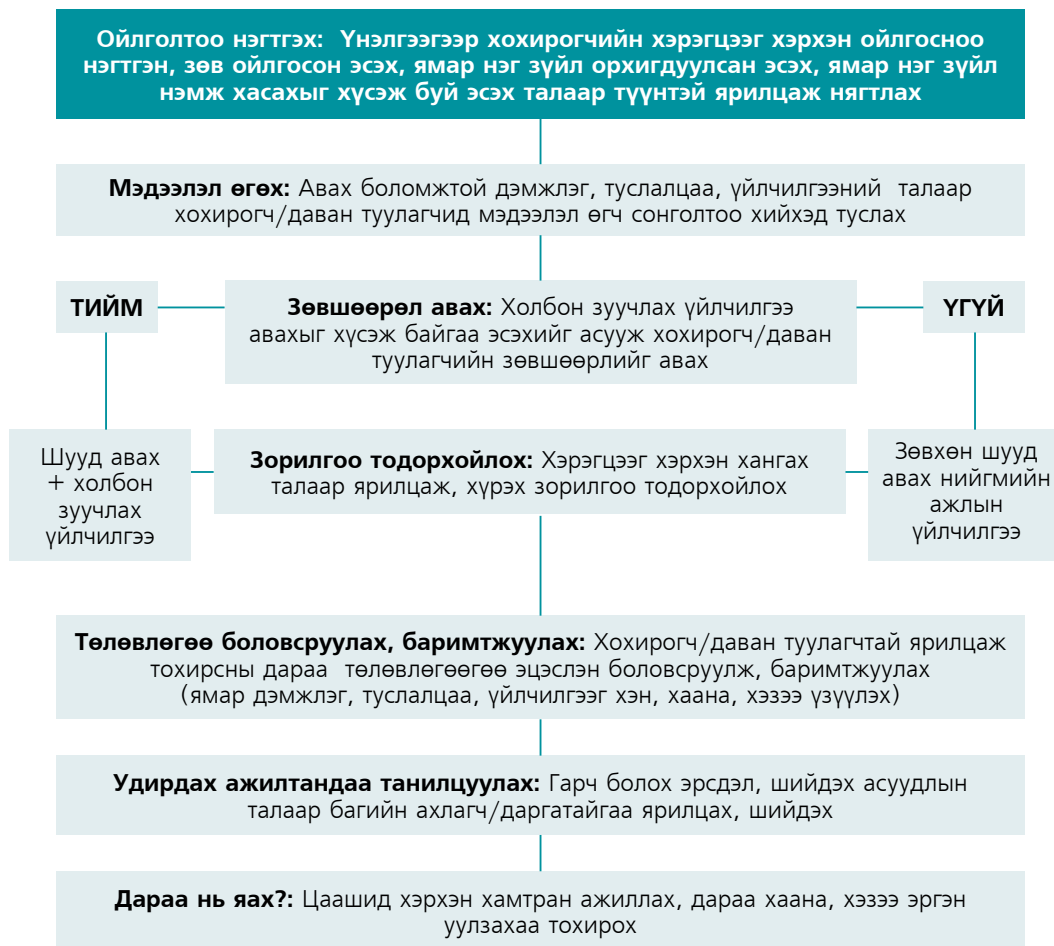 Ойлголтоо нэгтгэх: Үнэлгээгээр хохирогчийн хэрэгцээг хэрхэн ойлгосноо
нэгтгэн, зөв ойлгосон эсэх, ямар нэг зүйл орхигдуулсан эсэх, ямар нэг зүйл
нэмж хасахыг хүсэж буй эсэх талаар түүнтэй ярилцаж нягтлах
Мэдээлэл өгөх: Авах боломжтой дэмжлэг, туслалцаа, үйлчилгээний талаар
хохирогч/даван туулагчид мэдээлэл өгч сонголтоо хийхэд туслах
ТИЙМ
Зөвшөөрөл авах: Холбон зуучлах үйлчилгээ
авахыг хүсэж байгаа эсэхийг асууж хохирогч/даван
туулагчийн зөвшөөрлийг авах
ҮГҮЙ
Шууд авах
+ холбон
зуучлах
үйлчилгээ
Зорилгоо тодорхойлох: Хэрэгцээг хэрхэн хангах
талаар ярилцаж, хүрэх зорилгоо тодорхойлох
Зөвхөн шууд
авах нийгмийн
ажлын
үйлчилгээ
Төлөвлөгөө боловсруулах, баримтжуулах: Хохирогч/даван туулагчтай ярилцаж
тохирсны дараа төлөвлөгөөгөө эцэслэн боловсруулж, баримтжуулах
(ямар дэмжлэг, туслалцаа, үйлчилгээг хэн, хаана, хэзээ үзүүлэх)
Удирдах ажилтандаа танилцуулах: Гарч болох эрсдэл, шийдэх асуудлын
талаар багийн ахлагч/даргатайгаа ярилцах, шийдэх
Дараа нь яах?: Цаашид хэрхэн хамтран ажиллах, дараа хаана, хэзээ эргэн
уулзахаа тохирох